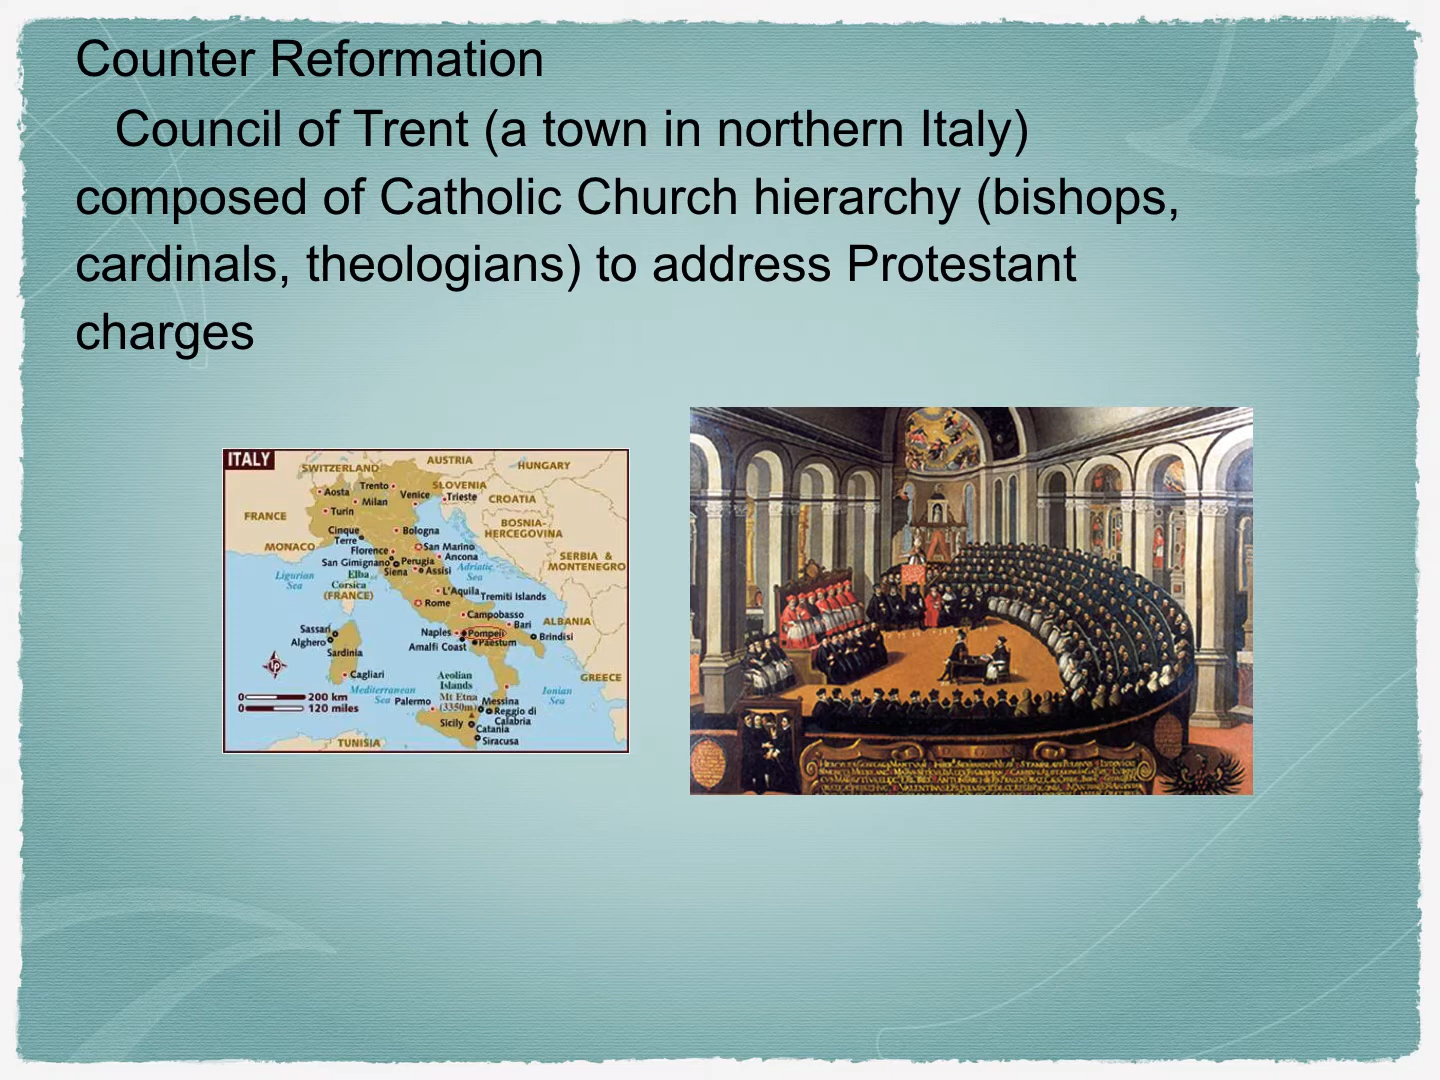 Counter Reformation
Council of Trent (a town in northern Italy)
composed of Catholic Church hierarchy (bishops,
cardinals, theologians) to address Protestant
charges
ITALY
SWITZERLAND
AUSTRIA
HUNGARY
Trento
SLOVENIA
Aosta
Milan
Venice
Trieste
CROATIA
Turin
FRANCE
Cinque
Terre
Bologna
BOSNIA-
HERCEGOVINA
MONACO
Florence
San Marino
Ancona
San Gimignano
Perugia
Siena
Assisi
Adriatic
Sea
SERBIA &
MONTENEGRO
Ligurian
Sea
Elba
Corsica
(FRANCE)
L'Aquila
Tremiti Islands
Rome
Campobasso
Bari
ALBANIA
Sassari
Alghero
Naples
Pompeii
Brindisi
Amalfi Coast
Paestum
Sardinia
Cagliari
Aeolian
Islands
GREECE
Mediterranean
Sea
Mt Etna
(3350m)
Ionian
Sea
0 200 km
0 120 miles
Palermo
Messina
Reggio di
Calabria
Sicily
Catania
Siracusa
TUNISIA
lp